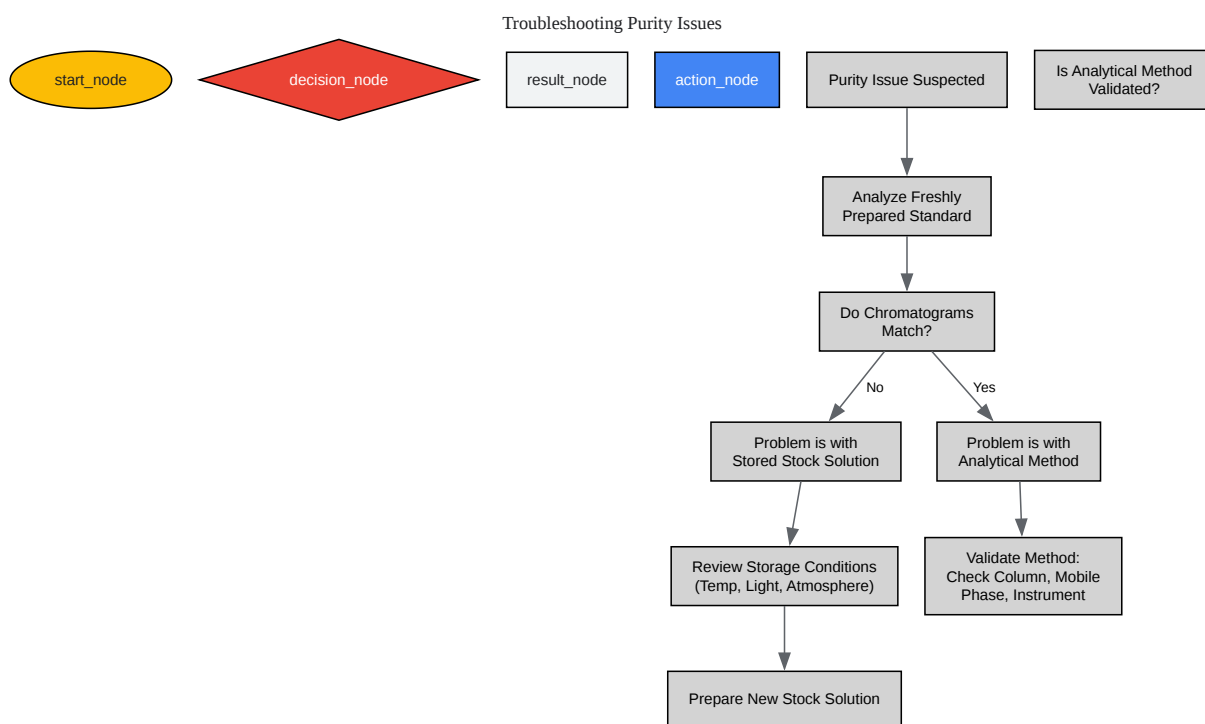 Troubleshooting Purity Issues
start_node
decision_node
result_node
action_node
Purity Issue Suspected
Is Analytical Method
Validated?
Analyze Freshly
Prepared Standard
Do Chromatograms
Match?
No
Yes
Problem is with
Stored Stock Solution
Problem is with
Analytical Method
Review Storage Conditions
(Temp, Light, Atmosphere)
Validate Method:
Check Column, Mobile
Phase, Instrument
Prepare New Stock Solution